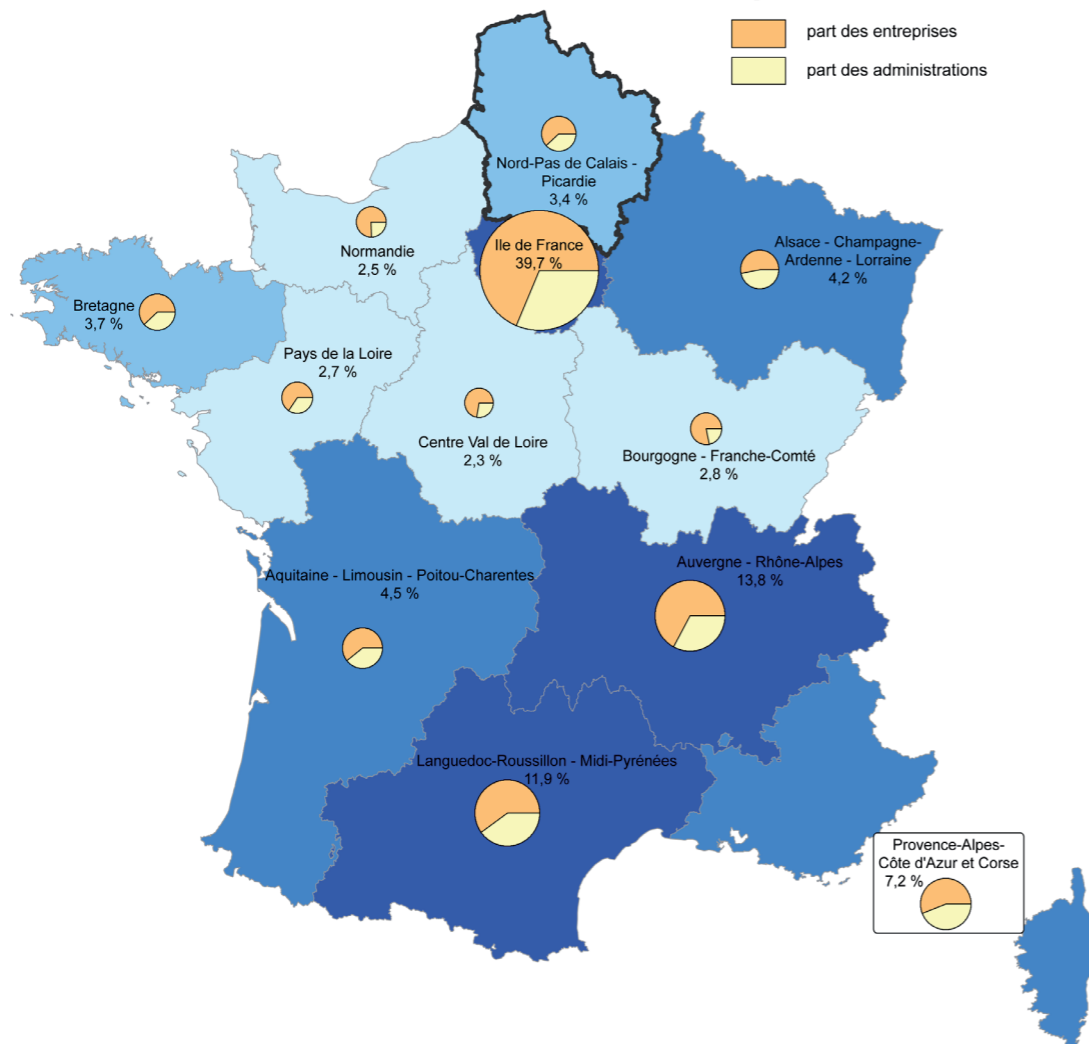 part des entreprises
part des administrations
Nord-Pas de Calais -
Picardie
3,4 %
Normandie
2,5 %
Ile de France
39,7 %
Alsace - Champagne-
Ardenne - Lorraine
4,2 %
Bretagne
3,7 %
Pays de la Loire
2,7 %
Centre Val de Loire
2,3 %
Bourgogne - Franche-Comté
2,8 %
Aquitaine - Limousin - Poitou-Charentes
4,5 %
Auvergne - Rhône-Alpes
13,8 %
Languedoc-Roussillon - Midi-Pyrénées
11,9 %
Provence-Alpes-
Côte d'Azur et Corse
7,2 %